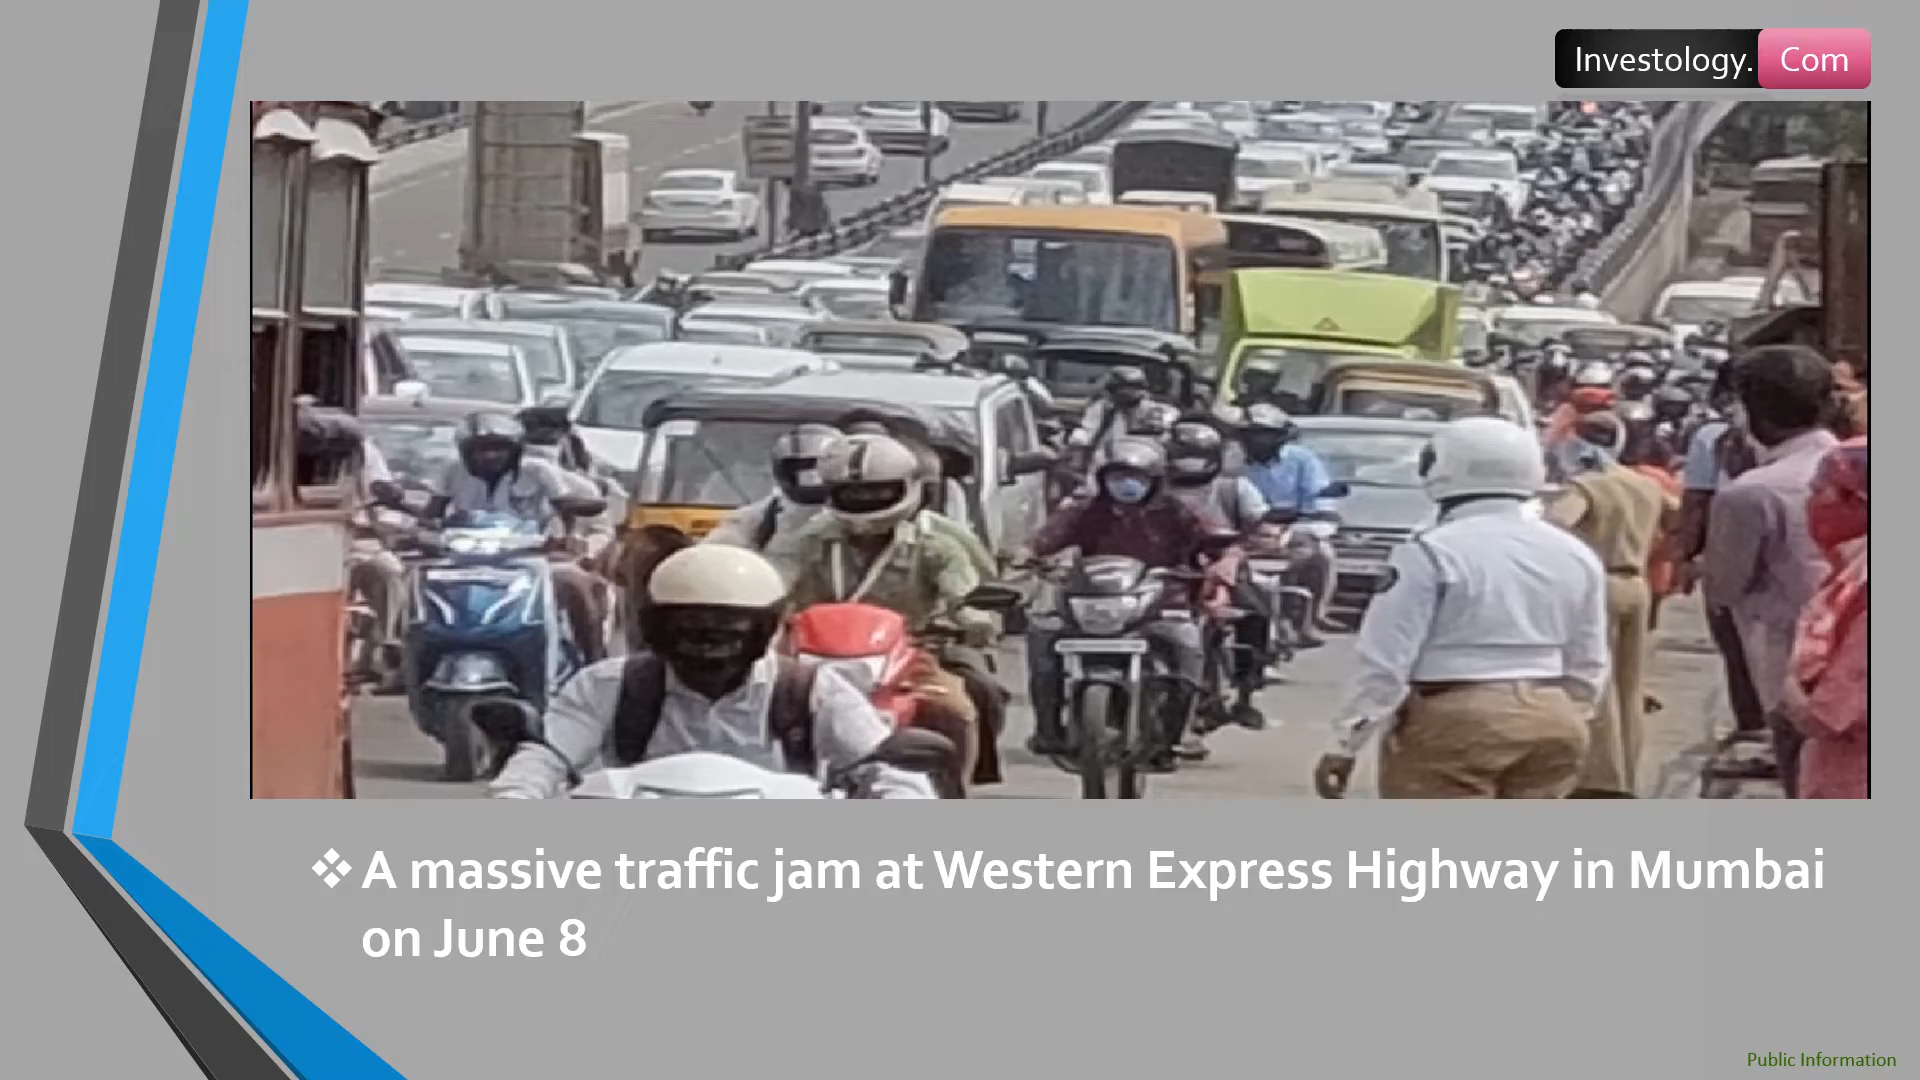 Investology. Com
❖ A massive traffic jam at Western Express Highway in Mumbai
on June 8
Public Information